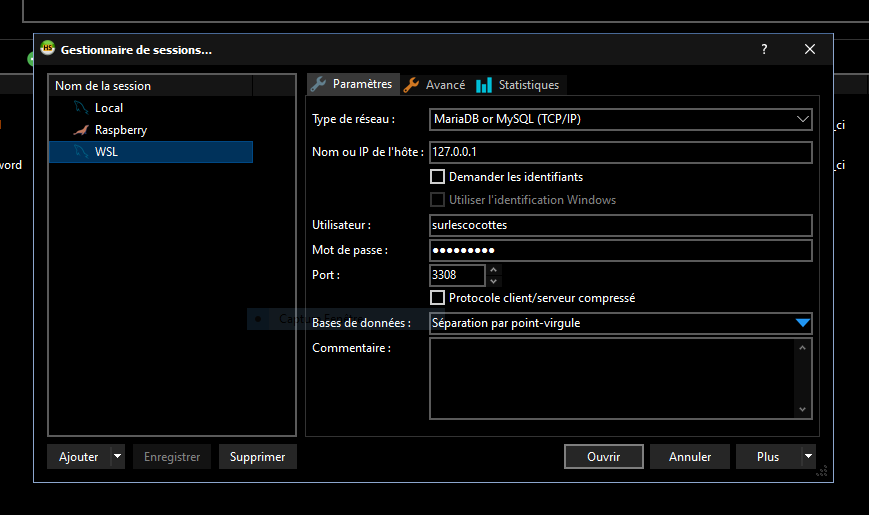 Gestionnaire de sessions...
?
Nom de la session
Local
Raspberry
WSL
Paramètres
Avancé
Statistiques
Type de réseau :
MariaDB or MySQL (TCP/IP)
Nom ou IP de l'hôte :
127.0.0.1
Demander les identifiants
Utiliser l'identification Windows
Utilisateur :
surlescocottes
Mot de passe :
●●●●●●●●●
Port :
3308
Protocole client/serveur compressé
Bases de données :
Séparation par point-virgule
Commentaire :
Ajouter
Enregistrer
Supprimer
Ouvrir
Annuler
Plus
word
_ci
_ci